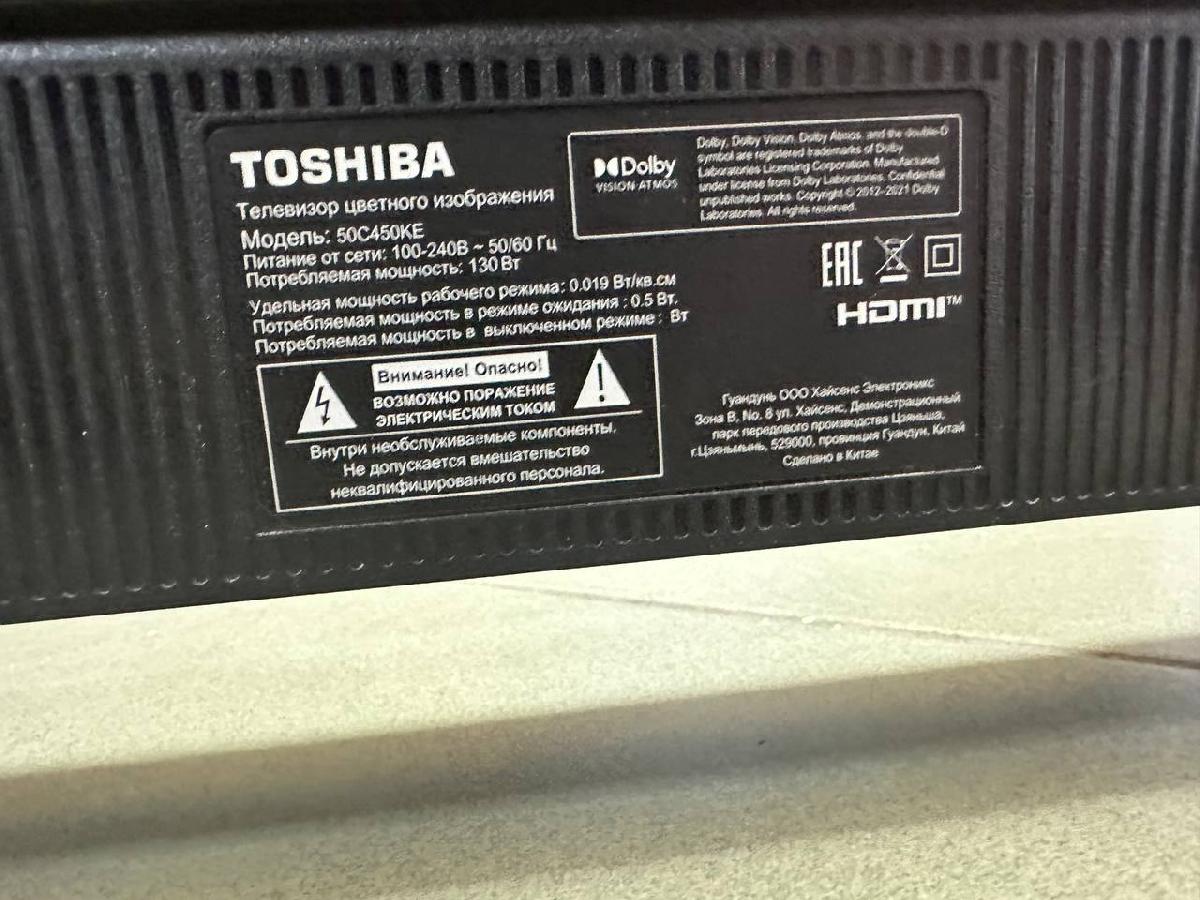 TOSHIBA
Телевизор цветного изображения
Модель: 50C450KE
Питание от сети: 100-240В ~ 50/60 Гц
Потребляемая мощность: 130 Вт
Удельная мощность рабочего режима: 0.019 Вт/кв.см
Потребляемая мощность в режиме ожидания : 0.5 Вт.
Потребляемая мощность в выключенном режиме : Вт
Dolby
VISION·ATMOS
Dolby, Dolby Vision, Dolby Atmos, and the double-D
symbol are registered trademarks of Dolby
Laboratories Licensing Corporation. Manufactured
under license from Dolby Laboratories. Confidential
unpublished works. Copyright © 2012-2021 Dolby
Laboratories. All rights reserved.
EAC
HDMI™
Внимание! Опасно!
ВОЗМОЖНО ПОРАЖЕНИЕ
ЭЛЕКТРИЧЕСКИМ ТОКОМ
Внутри необслуживаемые компоненты.
Не допускается вмешательство
неквалифицированного персонала.
Гуандунь ООО Хайсенс Электроникс
Зона B, No. 8 ул. Хайсенс, Демонстрационный
парк передового производства Цзяньша,
г.Цзяньмынь, 529000, провинция Гуандун, Китай
Сделано в Китае